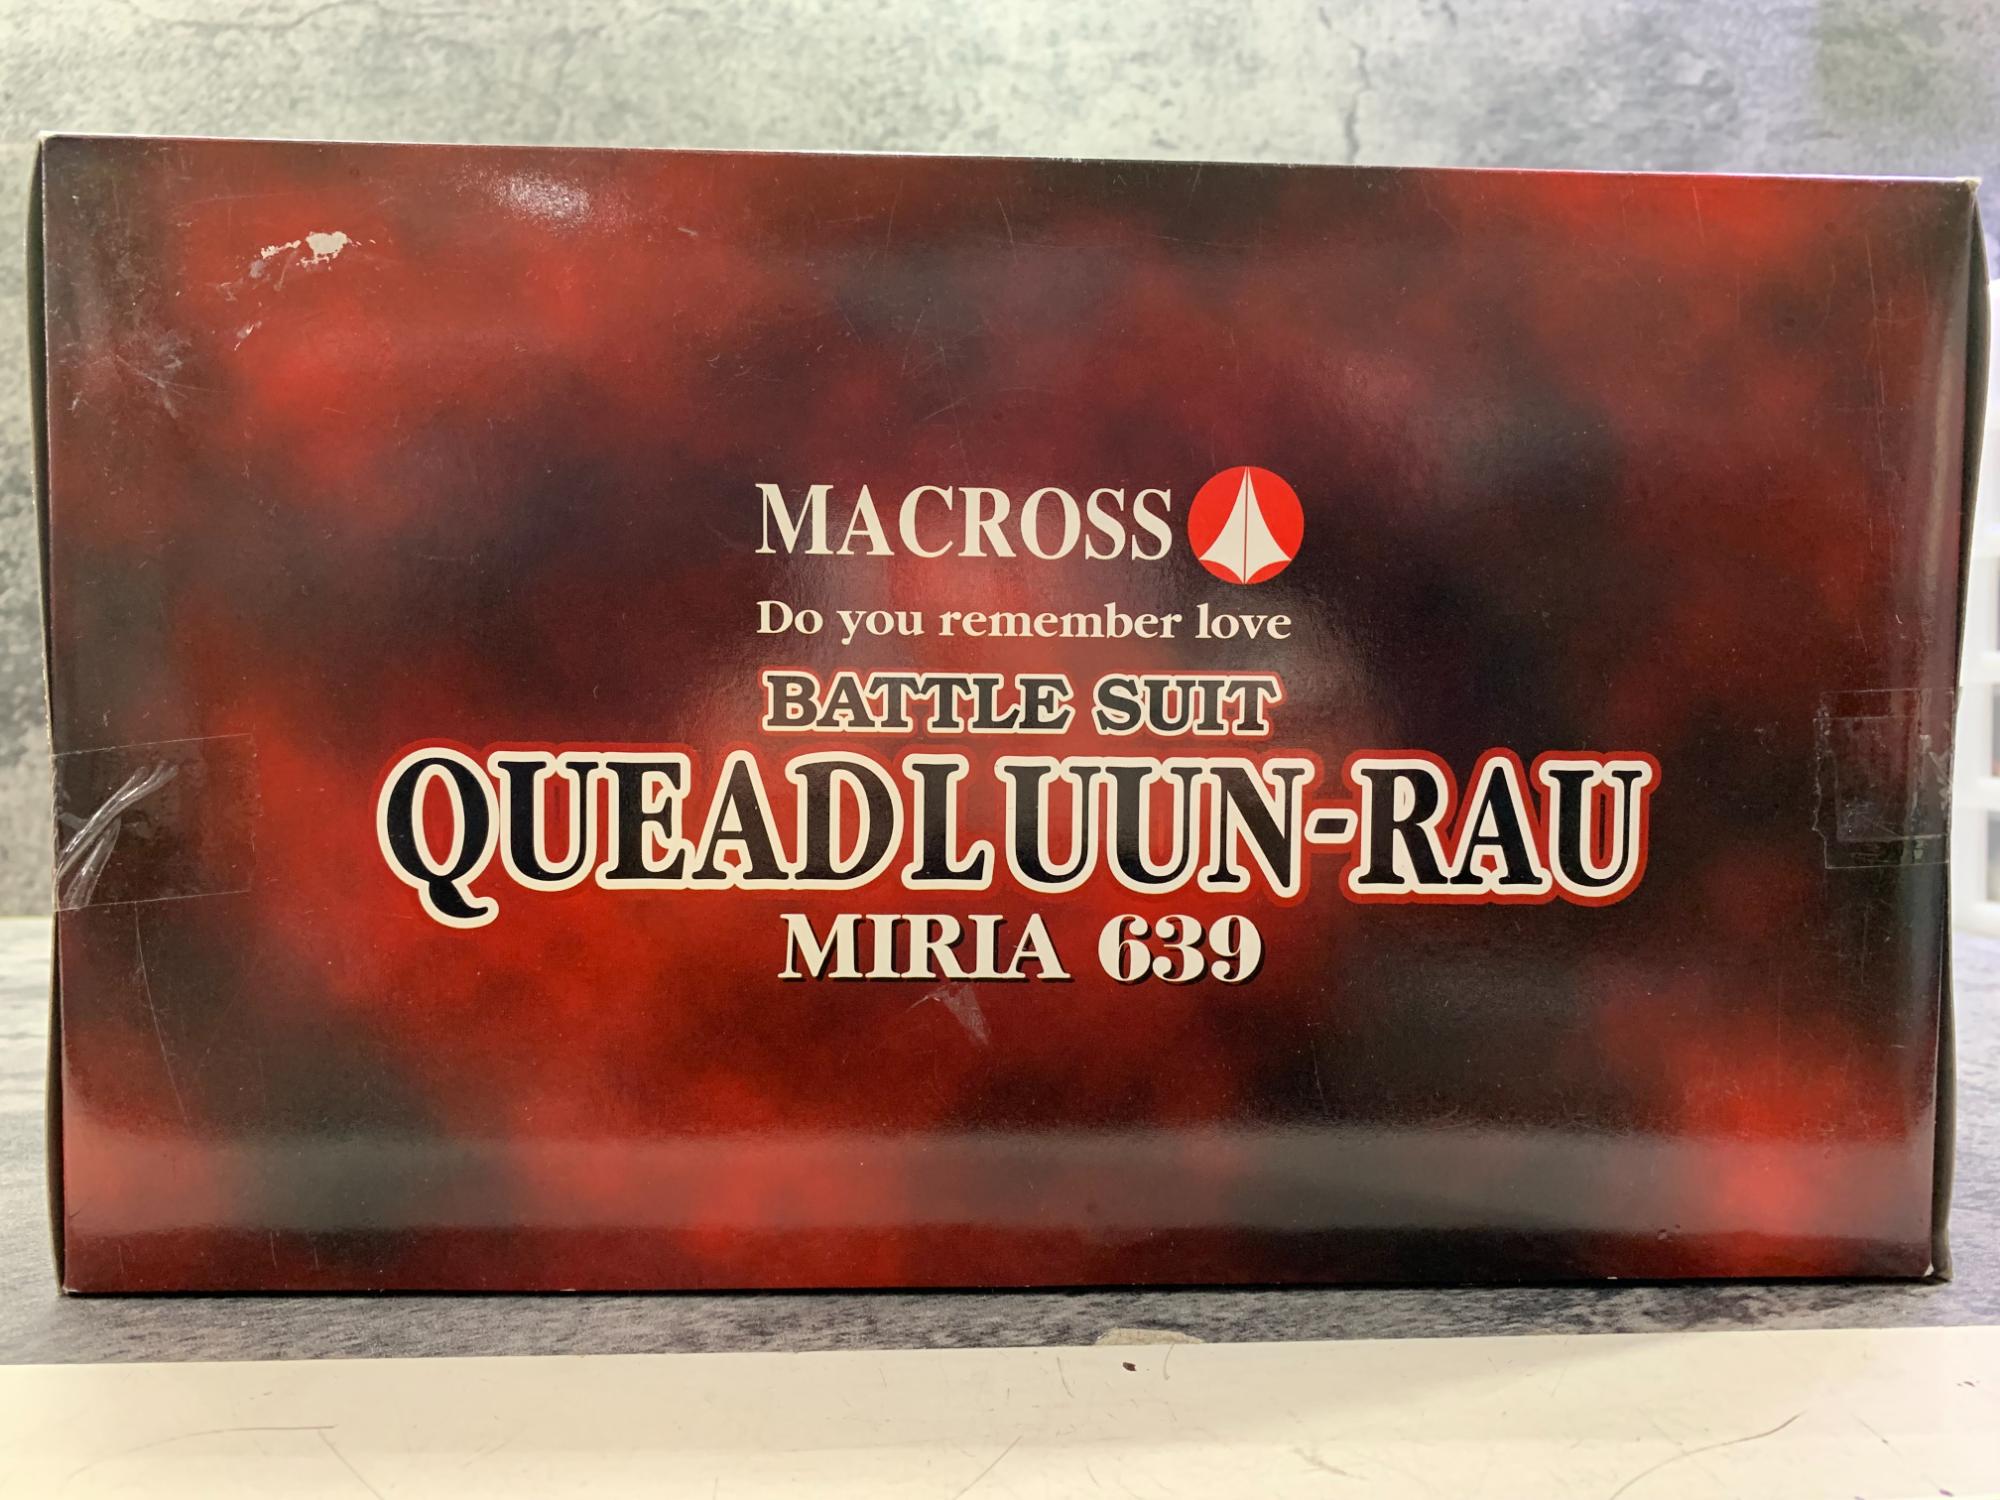 MACROSS
Do you remember love
BATTLE SUIT
QUEADLUUN-RAU
MIRIA 639